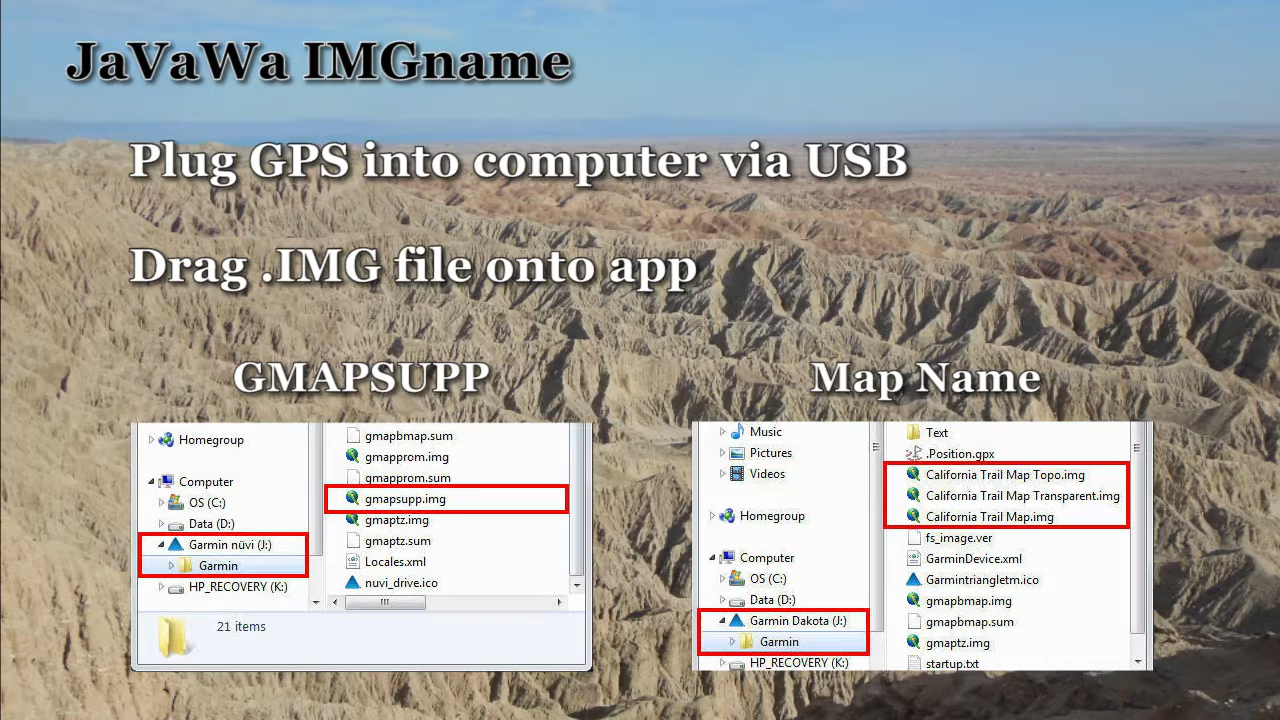 JaVaWa IMGname
Plug GPS into computer via USB
Drag .IMG file onto app
GMAPSUPP
Homegroup
Computer
OS (C:)
Data (D:)
Garmin nüvi (J:)
Garmin
HP_RECOVERY (K:)
gmapbmap.sum
gmapprom.img
gmapprom.sum
gmapsupp.img
gmaptz.img
gmaptz.sum
Locales.xml
nuvi_drive.ico
21 items
Map Name
Music
Pictures
Videos
Homegroup
Computer
OS (C:)
Data (D:)
Garmin Dakota (J:)
Garmin
HP_RECOVERY (K:)
Text
.Position.gpx
California Trail Map Topo.img
California Trail Map Transparent.img
California Trail Map.img
fs_image.ver
GarminDevice.xml
Garmintriangletm.ico
gmapbmap.img
gmapbmap.sum
gmaptz.img
startup.txt